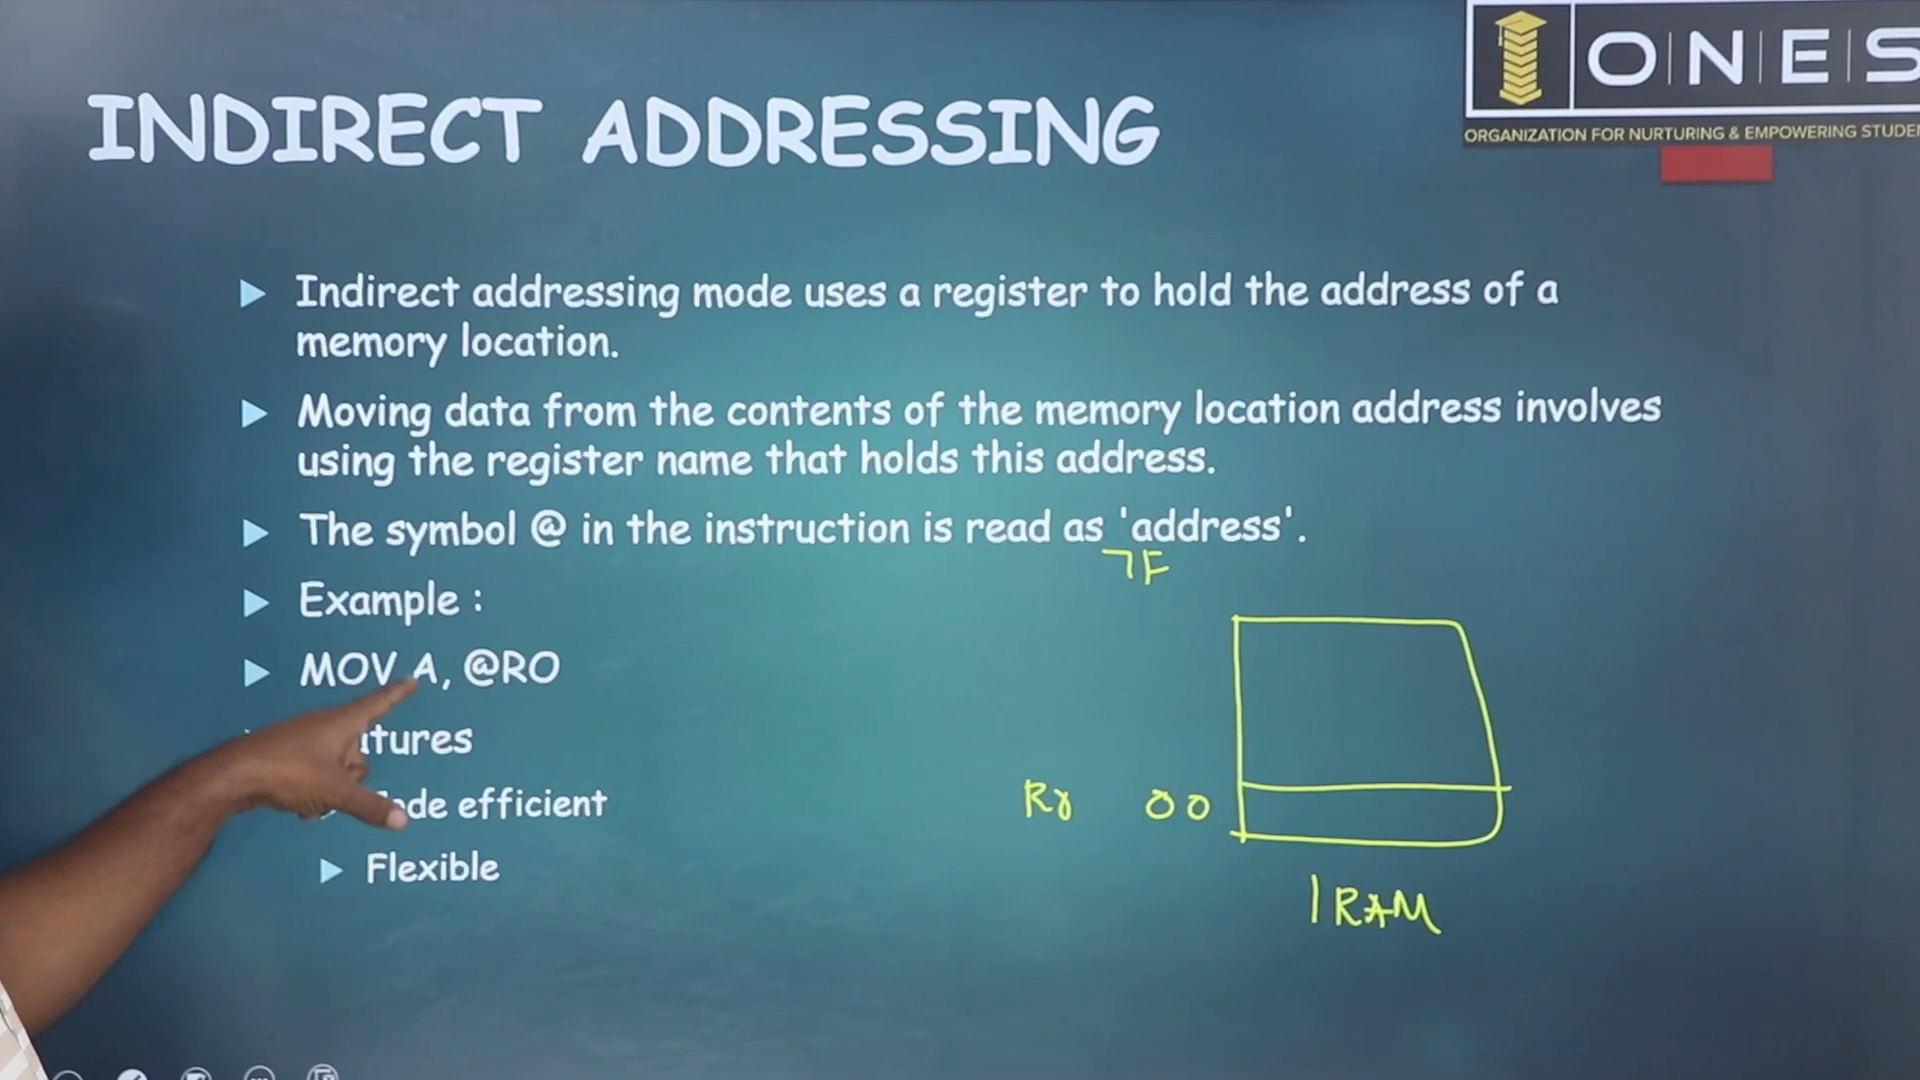 ONES
ORGANIZATION FOR NURTURING & EMPOWERING
INDIRECT ADDRESSING
Indirect addressing mode uses a register to hold the address of a
memory location.
Moving data from the contents of the memory location address involves
using the register name that holds this address.
The symbol @ in the instruction is read as 'address'.
7F
Example :
MOV A, @RO
efficient
Flexible
00
IRAM